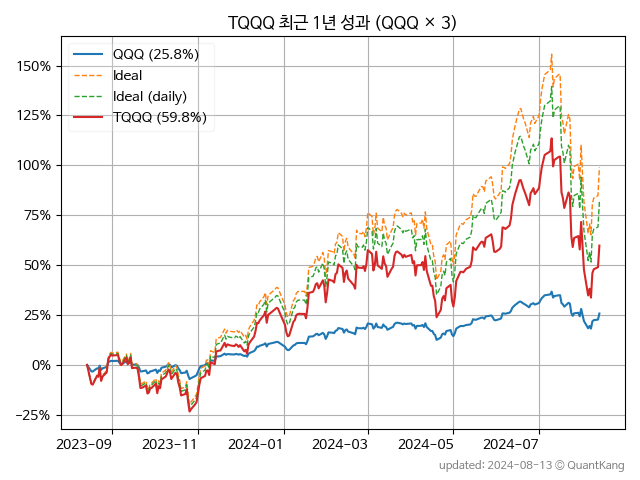 TQQQ 최근 1년 성과 (QQQ × 3)
QQQ (25.8%)
Ideal
Ideal (daily)
TQQQ (59.8%)
150%
125%
100%
75%
50%
25%
0%
−25%
2023-09 2023-11 2024-01 2024-03 2024-05 2024-07
updated: 2024-08-13 © QuantKang